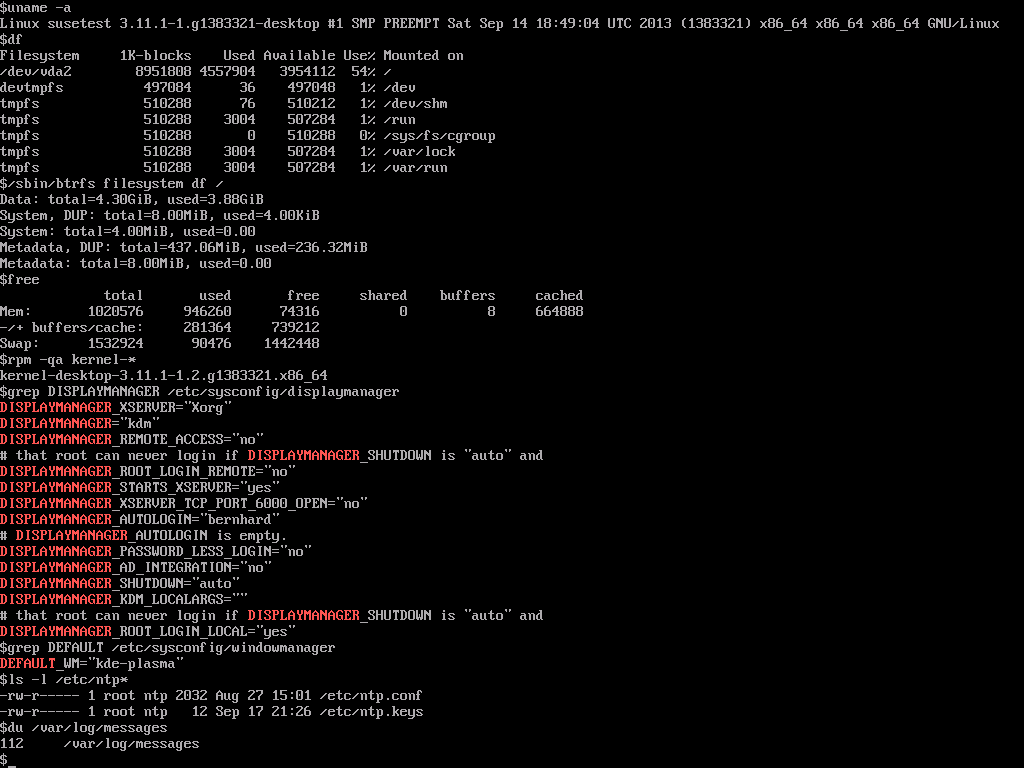 $uname -a
Linux susetest 3.11.1-1.g1383321-desktop #1 SMP PREEMPT Sat Sep 14 18:49:04 UTC 2013 (1383321) x86_64 x86_64 x86_64 GNU/Linux
$df
Filesystem     1K-blocks    Used Available Use% Mounted on
/dev/vda2        8951808 4557904   3954112  54% /
devtmpfs          497084      36    497048   1% /dev
tmpfs             510288      76    510212   1% /dev/shm
tmpfs             510288    3004    507284   1% /run
tmpfs             510288       0    510288   0% /sys/fs/cgroup
tmpfs             510288    3004    507284   1% /var/lock
tmpfs             510288    3004    507284   1% /var/run
$/sbin/btrfs filesystem df /
Data: total=4.30GiB, used=3.88GiB
System, DUP: total=8.00MiB, used=4.00KiB
System: total=4.00MiB, used=0.00
Metadata, DUP: total=437.06MiB, used=236.32MiB
Metadata: total=8.00MiB, used=0.00
$free
             total       used       free     shared    buffers     cached
Mem:       1020576     946260      74316          0          8     664888
-/+ buffers/cache:     281364     739212
Swap:      1532924      90476    1442448
$rpm -qa kernel-*
kernel-desktop-3.11.1-1.2.g1383321.x86_64
$grep DISPLAYMANAGER /etc/sysconfig/displaymanager
DISPLAYMANAGER_XSERVER="Xorg"
DISPLAYMANAGER="kdm"
DISPLAYMANAGER_REMOTE_ACCESS="no"
# that root can never login if DISPLAYMANAGER_SHUTDOWN is "auto" and
DISPLAYMANAGER_ROOT_LOGIN_REMOTE="no"
DISPLAYMANAGER_STARTS_XSERVER="yes"
DISPLAYMANAGER_XSERVER_TCP_PORT_6000_OPEN="no"
DISPLAYMANAGER_AUTOLOGIN="bernhard"
# DISPLAYMANAGER_AUTOLOGIN is empty.
DISPLAYMANAGER_PASSWORD_LESS_LOGIN="no"
DISPLAYMANAGER_AD_INTEGRATION="no"
DISPLAYMANAGER_SHUTDOWN="auto"
DISPLAYMANAGER_KDM_LOCALARGS=""
# that root can never login if DISPLAYMANAGER_SHUTDOWN is "auto" and
DISPLAYMANAGER_ROOT_LOGIN_LOCAL="yes"
$grep DEFAULT /etc/sysconfig/windowmanager
DEFAULT_WM="kde-plasma"
$ls -l /etc/ntp*
-rw-r----- 1 root ntp 2032 Aug 27 15:01 /etc/ntp.conf
-rw-r----- 1 root ntp   12 Sep 17 21:26 /etc/ntp.keys
$du /var/log/messages
112     /var/log/messages
$_